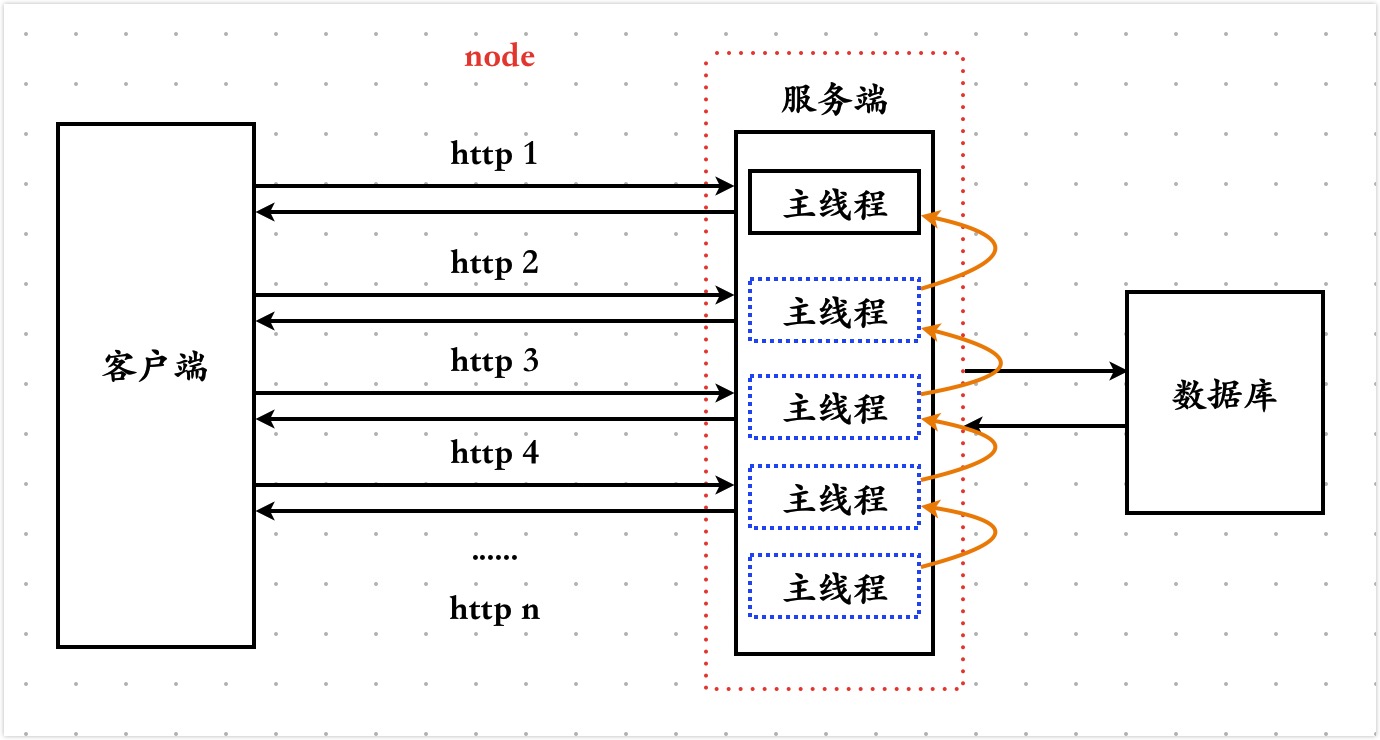 node
服务端
http 1
主线程
http 2
主线程
http 3
客户端
主线程
数据库
http 4
主线程
......
主线程
http n